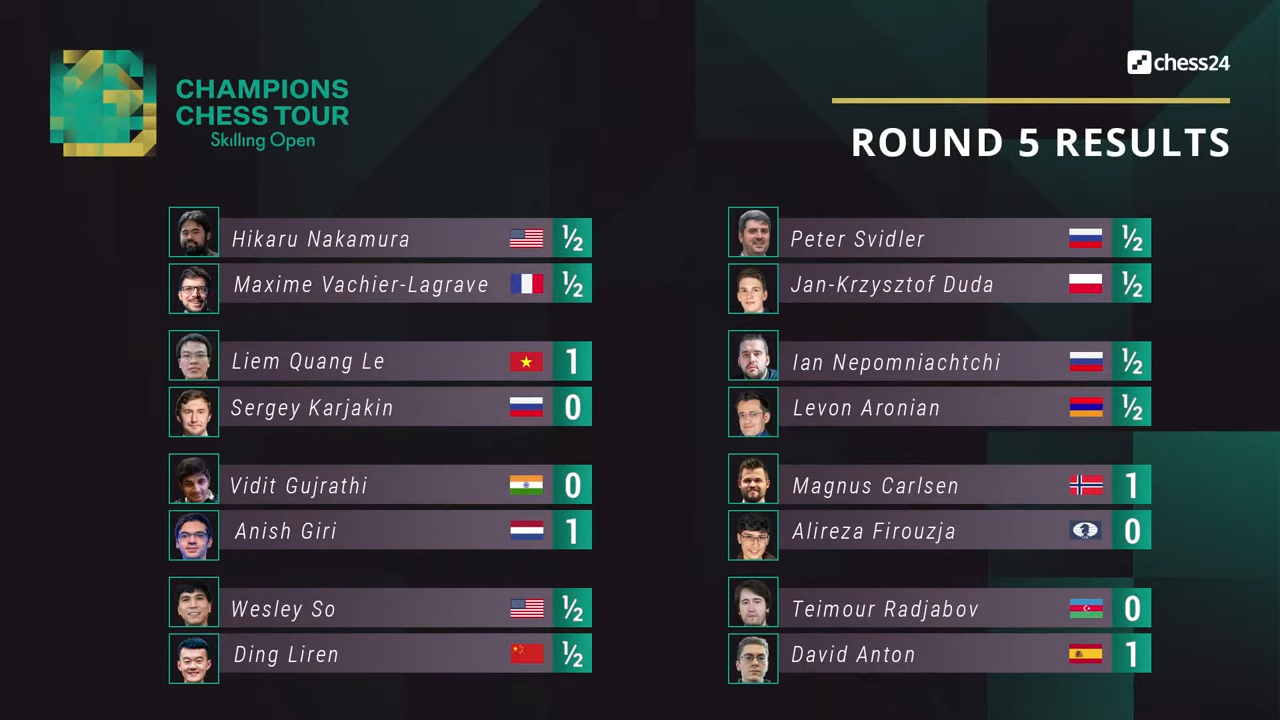 CHAMPIONS
CHESS TOUR
Skilling Open
chess24
ROUND 5 RESULTS
Hikaru Nakamura ½
Maxime Vachier-Lagrave ½
Liem Quang Le 1
Sergey Karjakin 0
Vidit Gujrathi 0
Anish Giri 1
Wesley So ½
Ding Liren ½
Peter Svidler ½
Jan-Krzysztof Duda ½
Ian Nepomniachtchi ½
Levon Aronian ½
Magnus Carlsen 1
Alireza Firouzja 0
Teimour Radjabov 0
David Anton 1